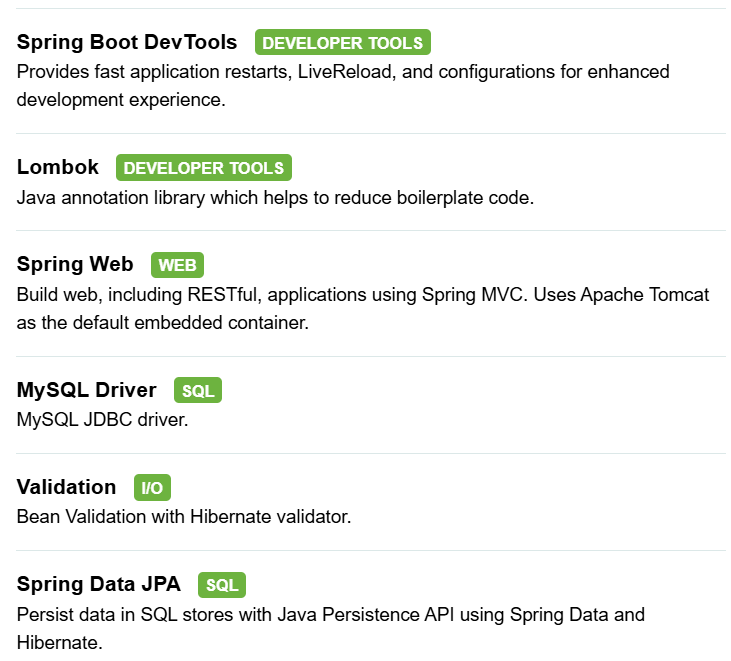 Spring Boot DevTools DEVELOPER TOOLS
Provides fast application restarts, LiveReload, and configurations for enhanced
development experience.
Lombok DEVELOPER TOOLS
Java annotation library which helps to reduce boilerplate code.
Spring Web WEB
Build web, including RESTful, applications using Spring MVC. Uses Apache Tomcat
as the default embedded container.
MySQL Driver SQL
MySQL JDBC driver.
Validation I/O
Bean Validation with Hibernate validator.
Spring Data JPA SQL
Persist data in SQL stores with Java Persistence API using Spring Data and
Hibernate.